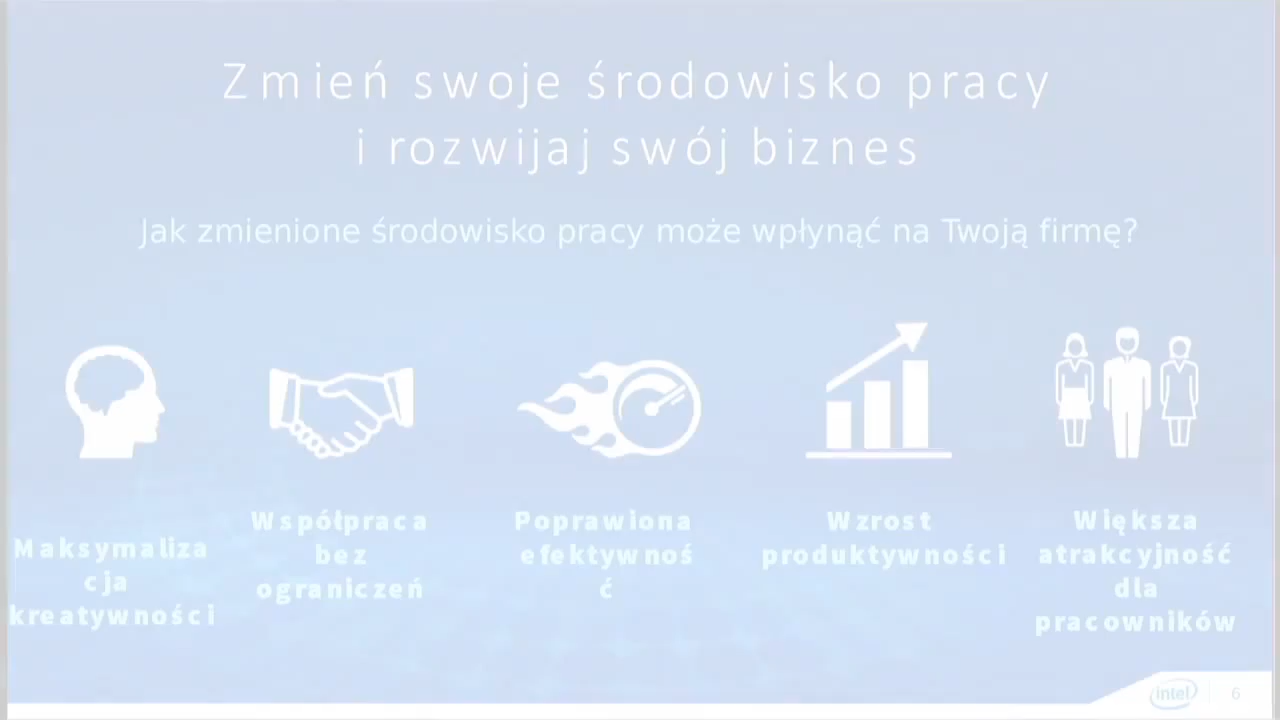 Zmień swoje środowisko pracy
i rozwijaj swój biznes
Jak zmienione środowisko pracy może wpłynąć na Twoją firmę?
Maksymaliza
cja
kreatywności
Współpraca
bez
ograniczeń
Poprawiona
efektywnoś
ć
Wzrost
produktywności
Większa
atrakcyjność
dla
pracowników
intel
6